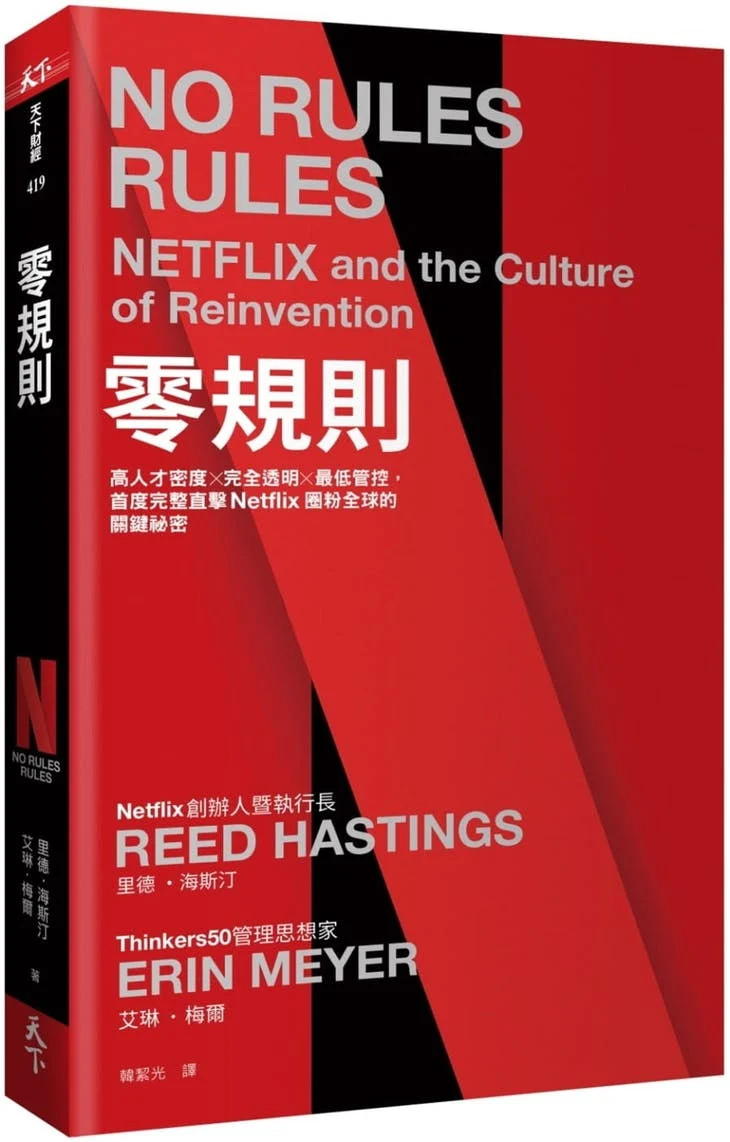 天下
天下財經
419
零規則
N
NO RULES
RULES
里德・海斯汀
艾琳・梅爾
著
天下
NO RULES
RULES
NETFLIX and the Culture
of Reinvention
零規則
高人才密度×完全透明×最低管控，
首度完整直擊Netflix 圈粉全球的
關鍵祕密
Netflix創辦人暨執行長
REED HASTINGS
里德・海斯汀
Thinkers50管理思想家
ERIN MEYER
艾琳・梅爾
韓絜光 譯